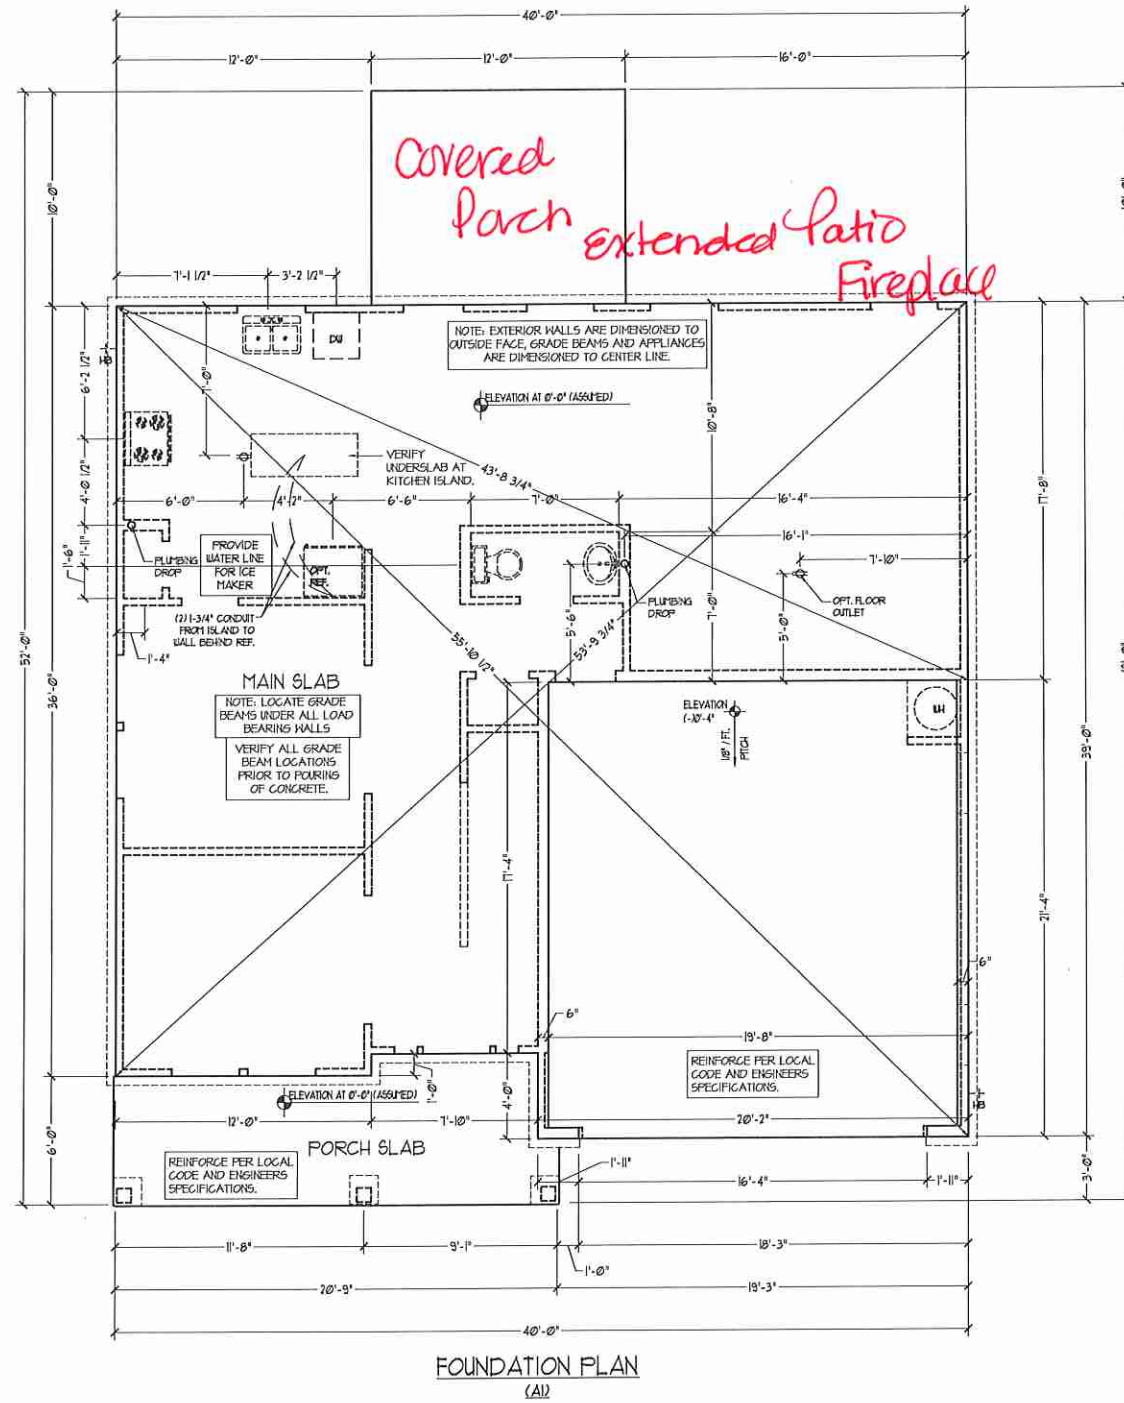 40'-0"
12'-0" 12'-0" 16'-0"
Covered
Porch
Extended Patio
Fireplace
10'-0"
7'-1 1/2" 3'-2 1/2"
NOTE: EXTERIOR WALLS ARE DIMENSIONED TO
OUTSIDE FACE, GRADE BEAMS AND APPLIANCES
ARE DIMENSIONED TO CENTER LINE.
DW
HB
6'-2 1/2"
7'-0"
ELEVATION AT 0'-0" (ASSUMED)
10'-8"
17'-8"
VERIFY
UNDERSLAB AT
KITCHEN ISLAND.
43'-8 3/4"
4'-0 1/2"
6'-0" 4'-2" 6'-6" 7'-0" 16'-4"
16'-1"
1'-11"
1'-6"
PLUMBING
DROP
PROVIDE
WATER LINE
FOR ICE
MAKER
OPT.
REF.
7'-10"
PLUMBING
DROP
OPT. FLOOR
OUTLET
(2) 1-3/4" CONDUIT
FROM ISLAND TO
WALL BEHIND REF.
5'-6"
7'-0"
5'-0"
1'-4"
55'-10 1/2"
53'-9 3/4"
52'-0"
36'-0"
MAIN SLAB
NOTE: LOCATE GRADE
BEAMS UNDER ALL LOAD
BEARING WALLS
VERIFY ALL GRADE
BEAM LOCATIONS
PRIOR TO POURING
OF CONCRETE.
ELEVATION
(-)0'-4"
1/8" / FT.
PITCH
WH
39'-0"
17'-4"
21'-4"
6"
6"
19'-8"
REINFORCE PER LOCAL
CODE AND ENGINEERS
SPECIFICATIONS.
ELEVATION AT 0'-0" (ASSUMED)
1'-0"
4'-0"
HB
12'-0" 7'-10" 20'-2"
6'-0"
PORCH SLAB
REINFORCE PER LOCAL
CODE AND ENGINEERS
SPECIFICATIONS.
1'-11"
16'-4" 1'-11"
3'-0"
11'-8" 9'-1" 18'-3"
1'-0"
20'-9" 19'-3"
40'-0"
FOUNDATION PLAN
(A1)